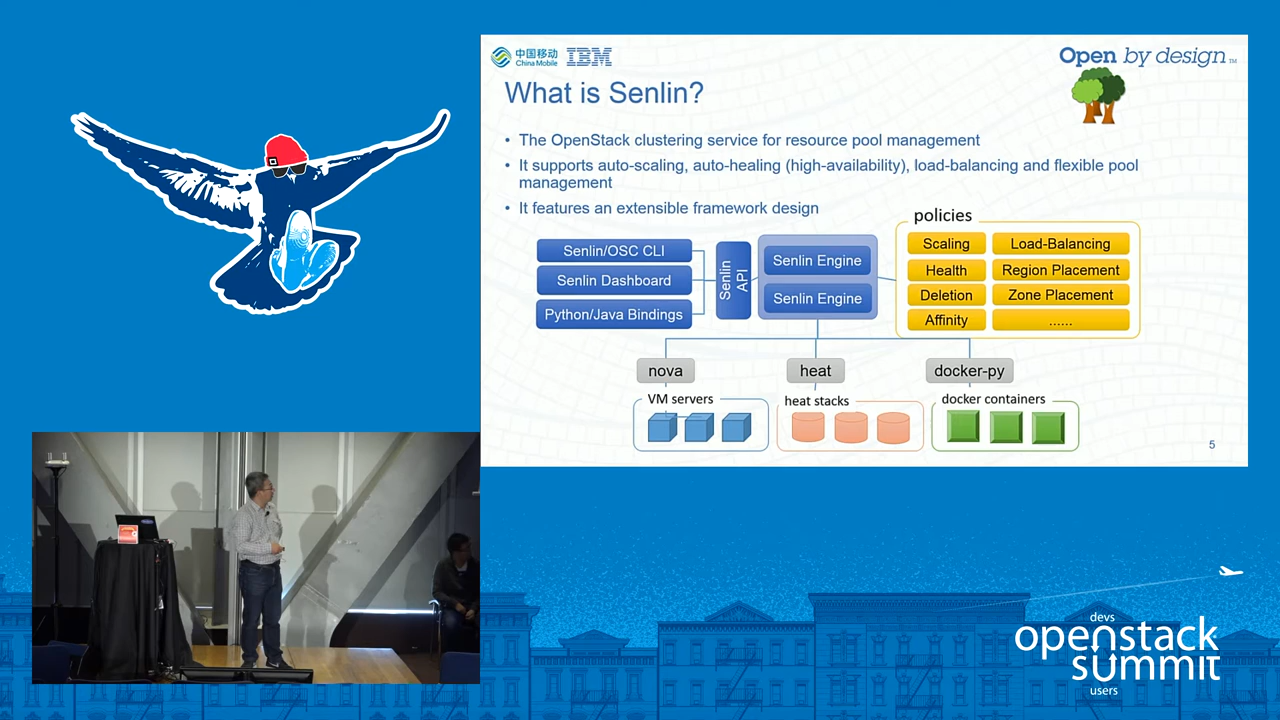 中国移动
China Mobile
IBM
Open by design™
What is Senlin?
• The OpenStack clustering service for resource pool management
• It supports auto-scaling, auto-healing (high-availability), load-balancing and flexible pool
management
• It features an extensible framework design
policies
Senlin/OSC CLI
Senlin Dashboard
Python/Java Bindings
Senlin
API
Senlin Engine
Senlin Engine
Scaling
Load-Balancing
Health
Region Placement
Deletion
Zone Placement
Affinity
......
nova
heat
docker-py
VM servers
heat stacks
docker containers
5
devs
openstack
summit
users